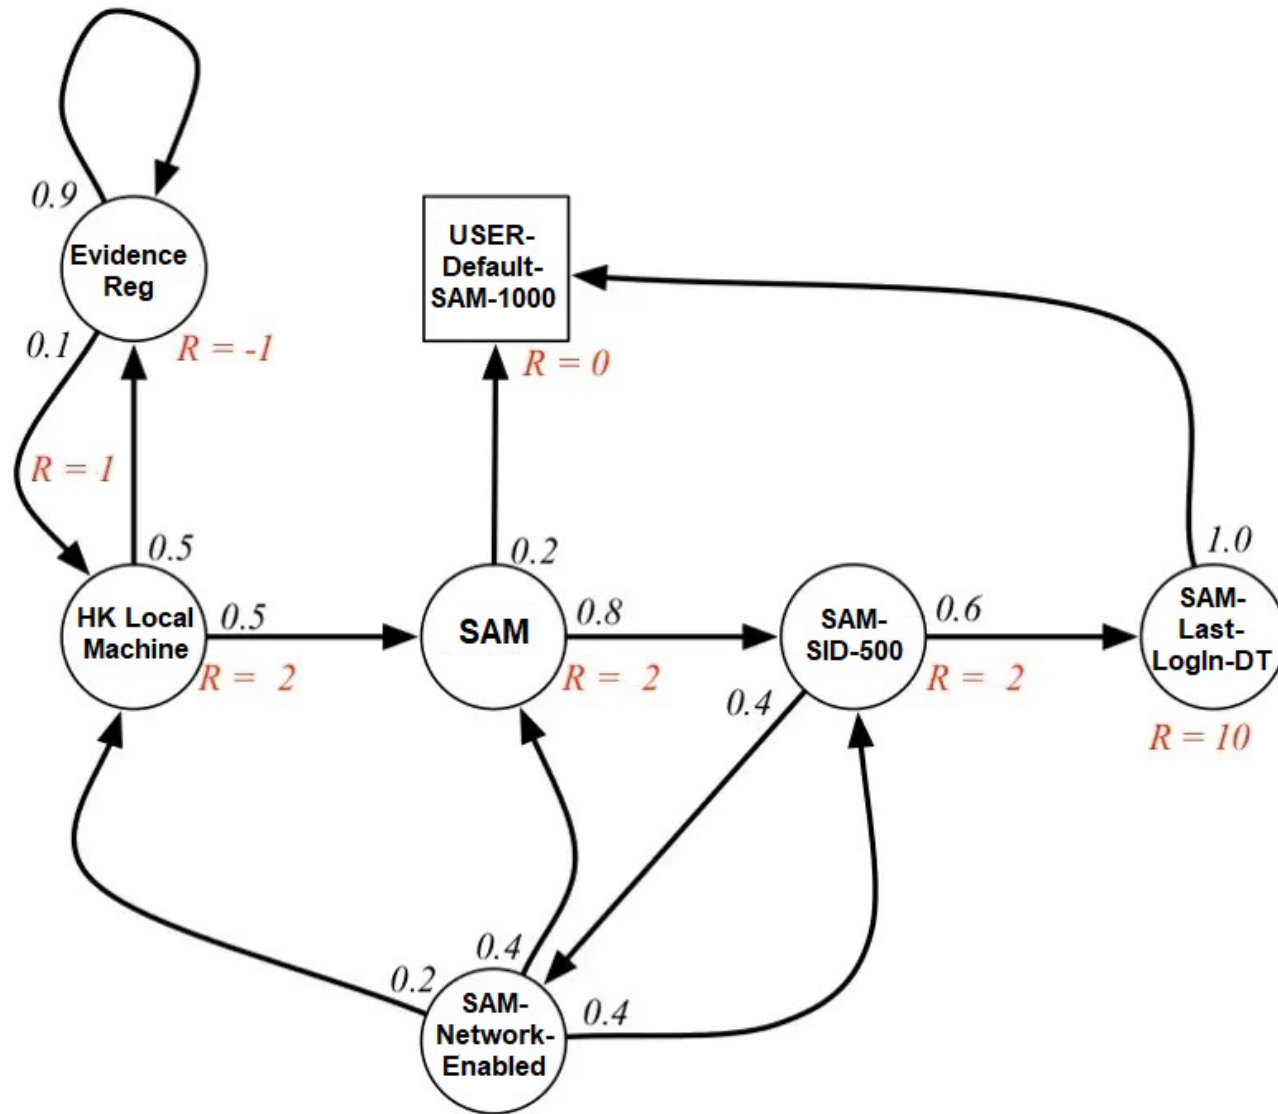 0.9
Evidence
Reg
0.1
R = -1
USER-
Default-
SAM-1000
R = 0
R = 1
0.5
HK Local
Machine
0.5
R = 2
0.2
SAM
0.8
R = 2
SAM-
SID-500
0.6
R = 2
0.4
1.0
SAM-
Last-
LogIn-DT
R = 10
0.2
0.4
0.4
SAM-
Network-
Enabled